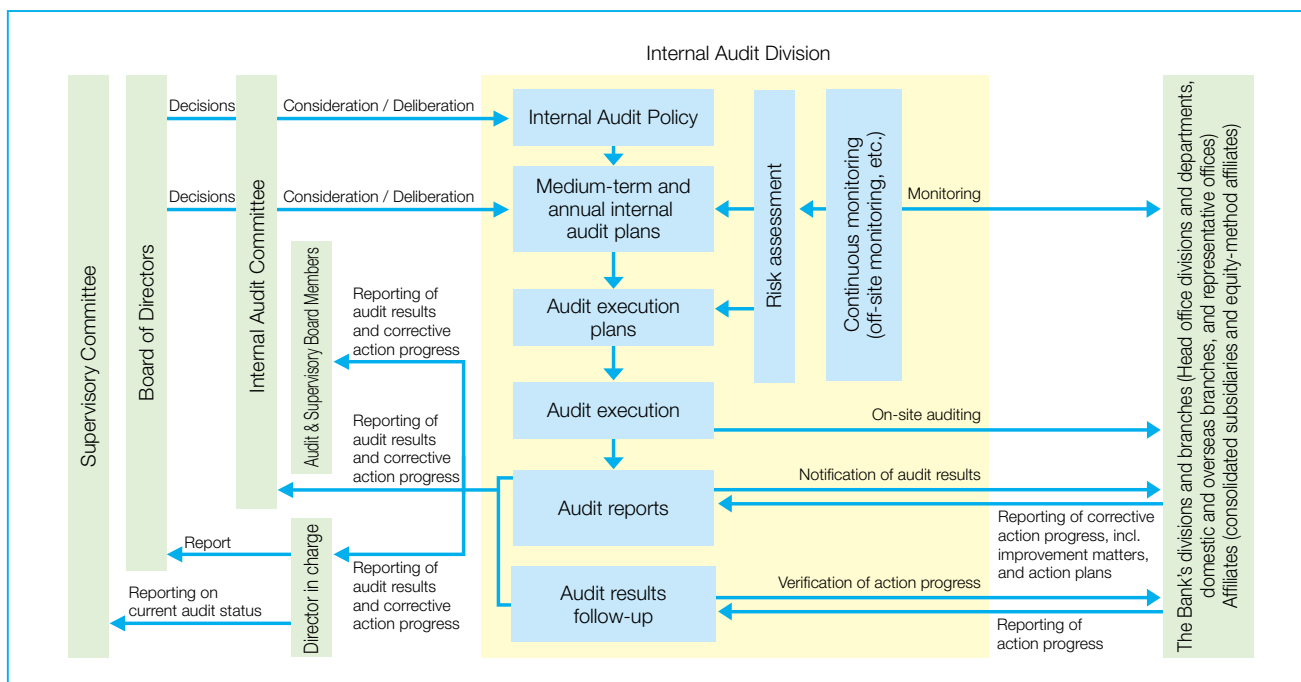 Internal Audit Division
Supervisory Committee
Board of Directors
Decisions
Decisions
Internal Audit Committee
Consideration / Deliberation
Consideration / Deliberation
Audit & Supervisory Board Members
Reporting of
audit results
and corrective
action progress
Reporting of
audit results
and corrective
action progress
Report
Reporting on
current audit status
Director in charge
Reporting of
audit results
and corrective
action progress
Internal Audit Policy
Medium-term and
annual internal
audit plans
Audit execution
plans
Audit execution
Audit reports
Audit results
follow-up
Risk assessment
Continuous monitoring
(off-site monitoring, etc.)
Monitoring
On-site auditing
Notification of audit results
Reporting of corrective
action progress, incl.
improvement matters,
and action plans
Verification of action progress
Reporting of
action progress
The Bank's divisions and branches (Head office divisions and departments,
domestic and overseas branches, and representative offices)
Affiliates (consolidated subsidiaries and equity-method affiliates)